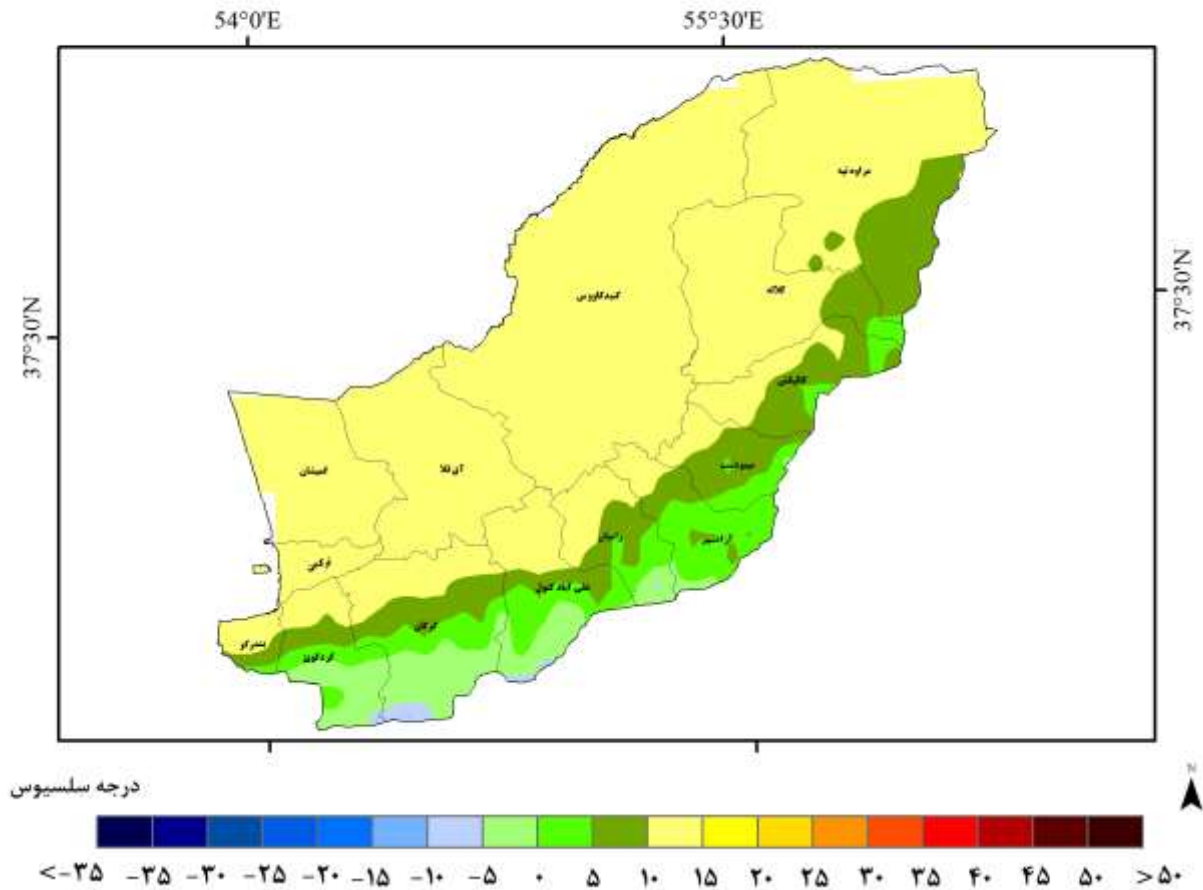 54°0'E 55°30'E
37°30'N
37°30'N
مراوه تپه
گنبدکاووس
کلاله
گالیکش
مینودشت
گمیشان
آق قلا
رامیان
آزادشهر
ترکمن
علی آباد کتول
گرگان
بندرگز
کردکوی
درجه سلسیوس
N
<-۳۵ -۳۵ -۳۰ -۲۵ -۲۰ -۱۵ -۱۰ -۵ ۰ ۵ ۱۰ ۱۵ ۲۰ ۲۵ ۳۰ ۳۵ ۴۰ ۴۵ ۵۰ >۵۰